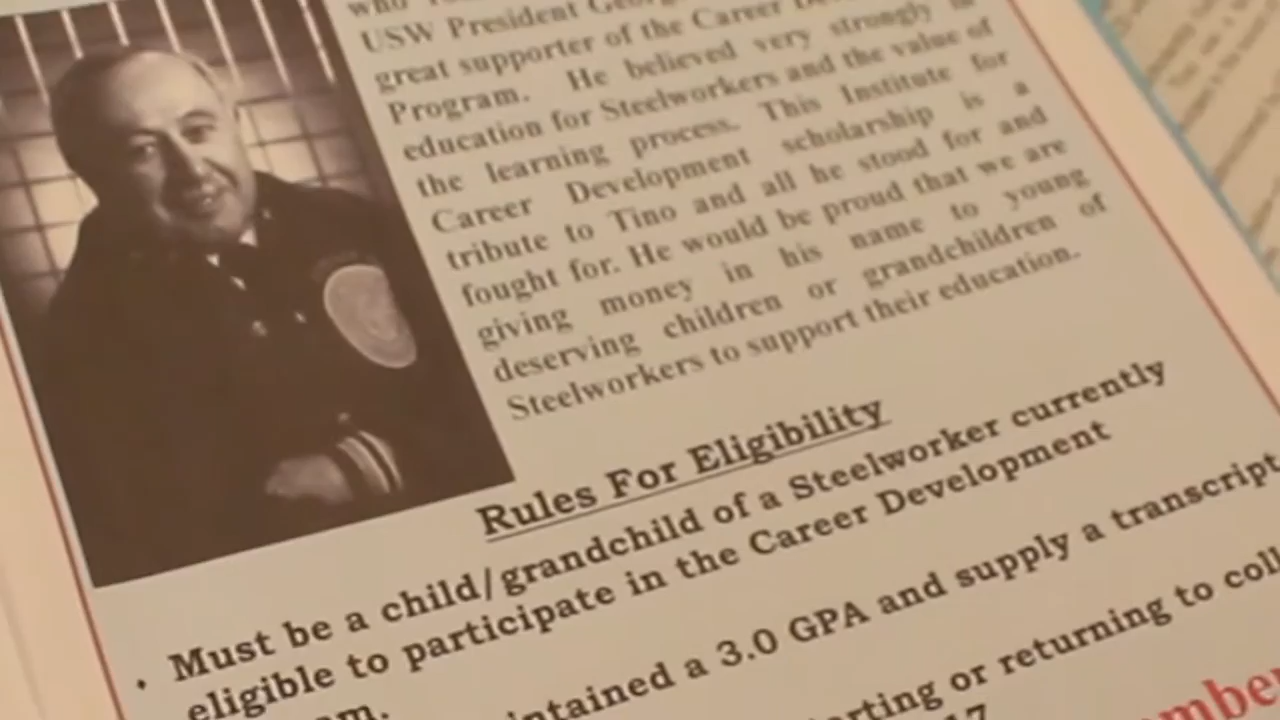 USW President George
great supporter of the Career
Program. He believed very strongly
education for Steelworkers and the value of
the learning process. This Institute for
Career Development scholarship is a
tribute to Tino and all he stood for and
fought for. He would be proud that we are
giving money in his name to young
deserving children or grandchildren of
Steelworkers to support their education.
Rules For Eligibility
• Must be a child/grandchild of a Steelworker currently
eligible to participate in the Career Development
intained a 3.0 GPA and supply a transcript
arting or returning to coll
17
mber